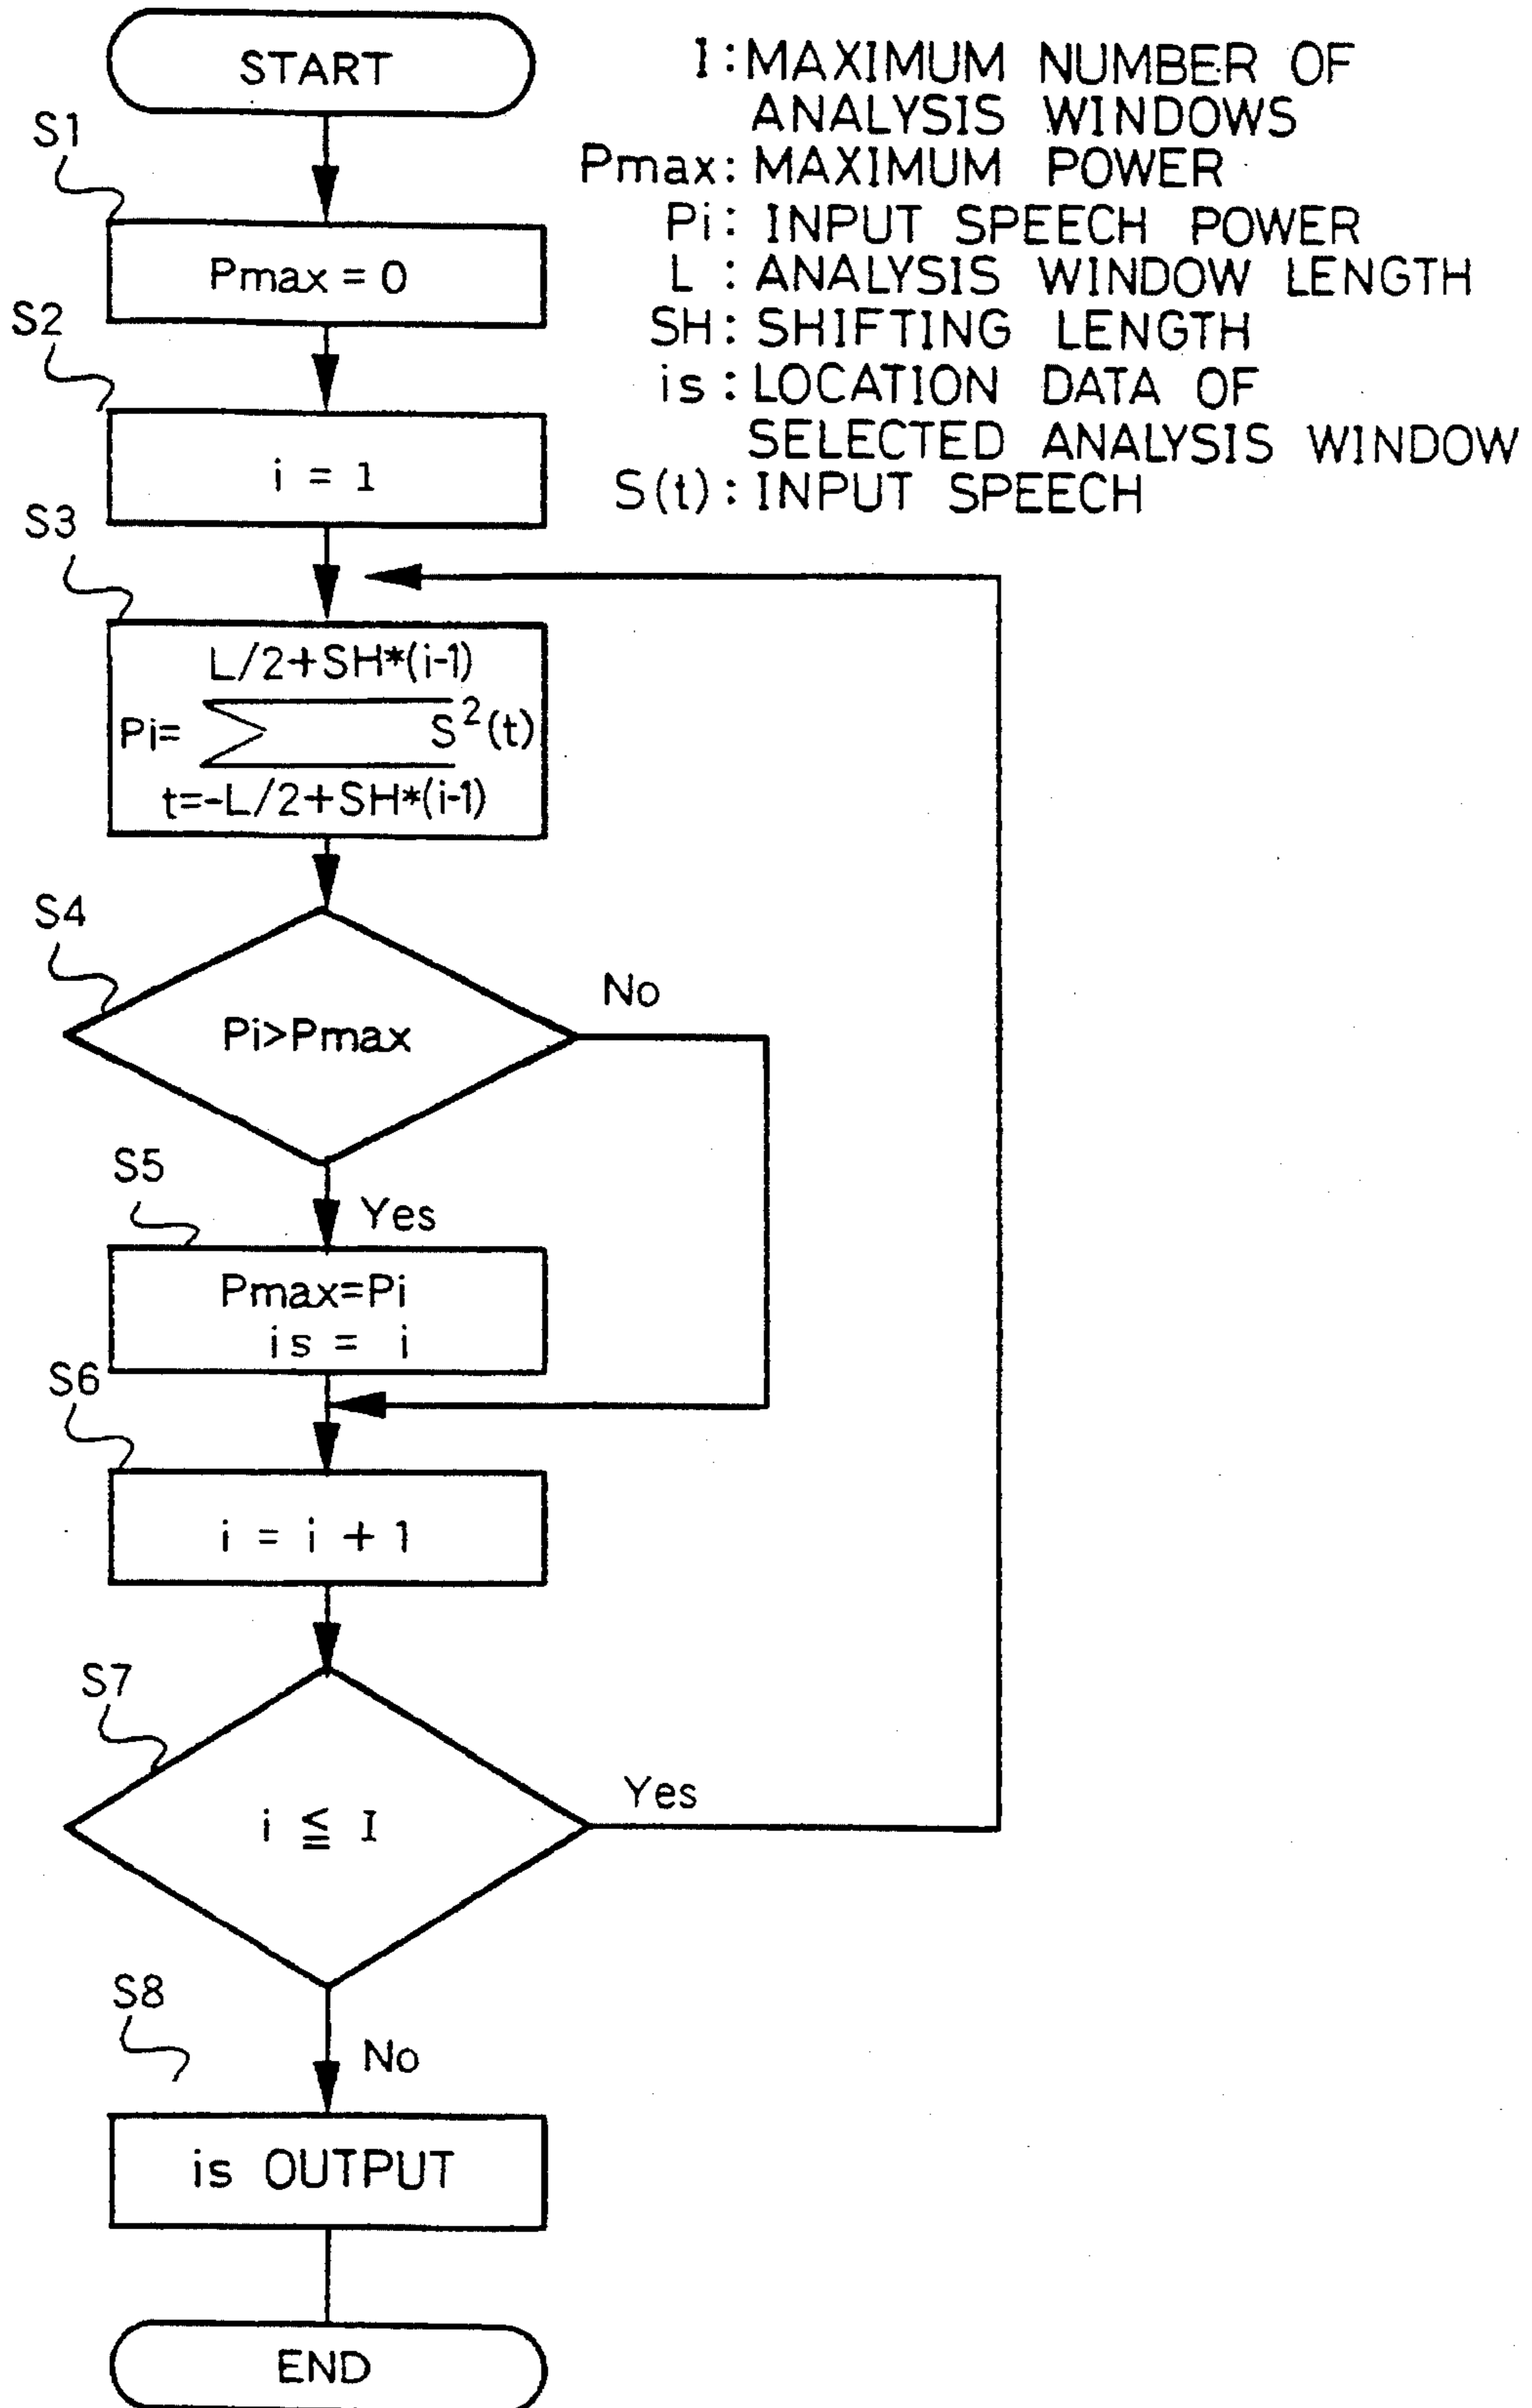 START
I:MAXIMUM NUMBER OF
ANALYSIS WINDOWS
Pmax: MAXIMUM POWER
Pi: INPUT SPEECH POWER
L : ANALYSIS WINDOW LENGTH
SH: SHIFTING LENGTH
is : LOCATION DATA OF
SELECTED ANALYSIS WINDOW
S(t): INPUT SPEECH
S1
Pmax = 0
S2
i = 1
S3
L/2+SH*(i-1)
Pi= ∑ S²(t)
t=-L/2+SH*(i-1)
S4
Pi>Pmax
No
Yes
S5
Pmax=Pi
is = i
S6
i = i + 1
S7
i ≦ I
Yes
No
S8
is OUTPUT
END